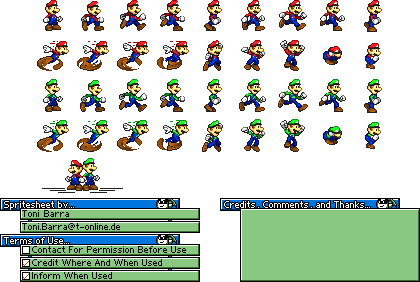 Spritesheet by...
Toni Barra
Toni.Barra@t-online.de
Terms of Use...
Contact For Permission Before Use
Credit Where And When Used
Inform When Used
Credits, Comments, and Thanks...